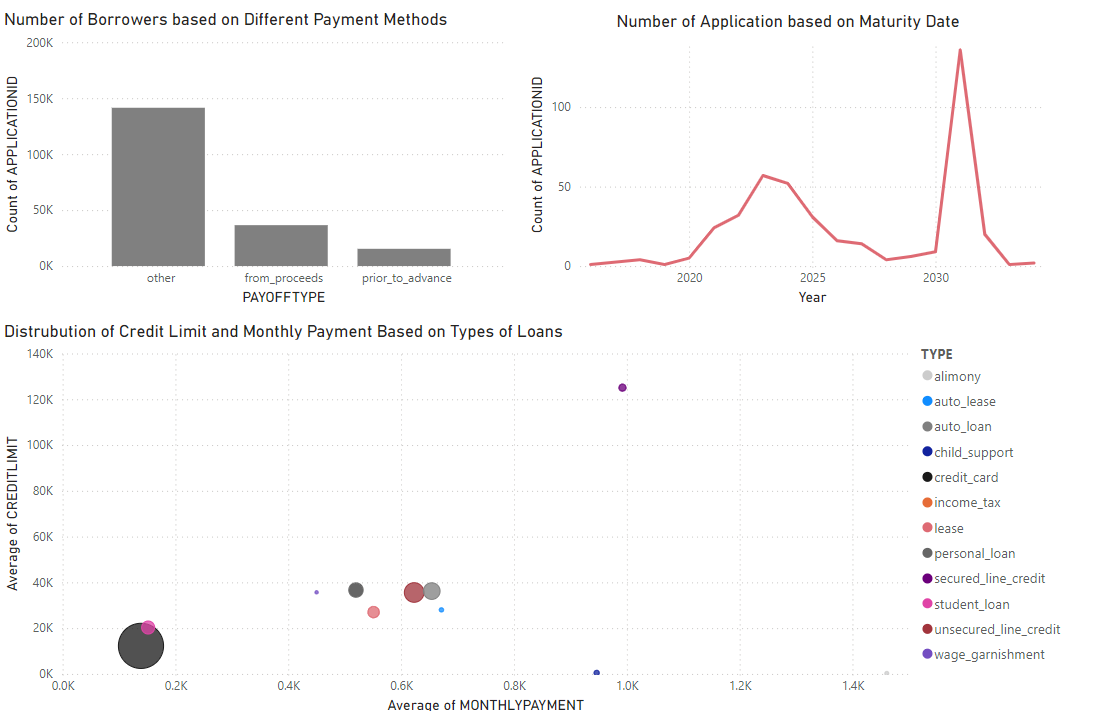 Number of Borrowers based on Different Payment Methods
Count of APPLICATIONID
200K
150K
100K
50K
0K
other
from_proceeds
prior_to_advance
PAYOFFTYPE
Number of Application based on Maturity Date
Count of APPLICATIONID
100
50
0
2020
2025
2030
Year
Distrubution of Credit Limit and Monthly Payment Based on Types of Loans
Average of CREDITLIMIT
140K
120K
100K
80K
60K
40K
20K
0K
0.0K
0.2K
0.4K
0.6K
0.8K
1.0K
1.2K
1.4K
Average of MONTHLYPAYMENT
TYPE
alimony
auto_lease
auto_loan
child_support
credit_card
income_tax
lease
personal_loan
secured_line_credit
student_loan
unsecured_line_credit
wage_garnishment